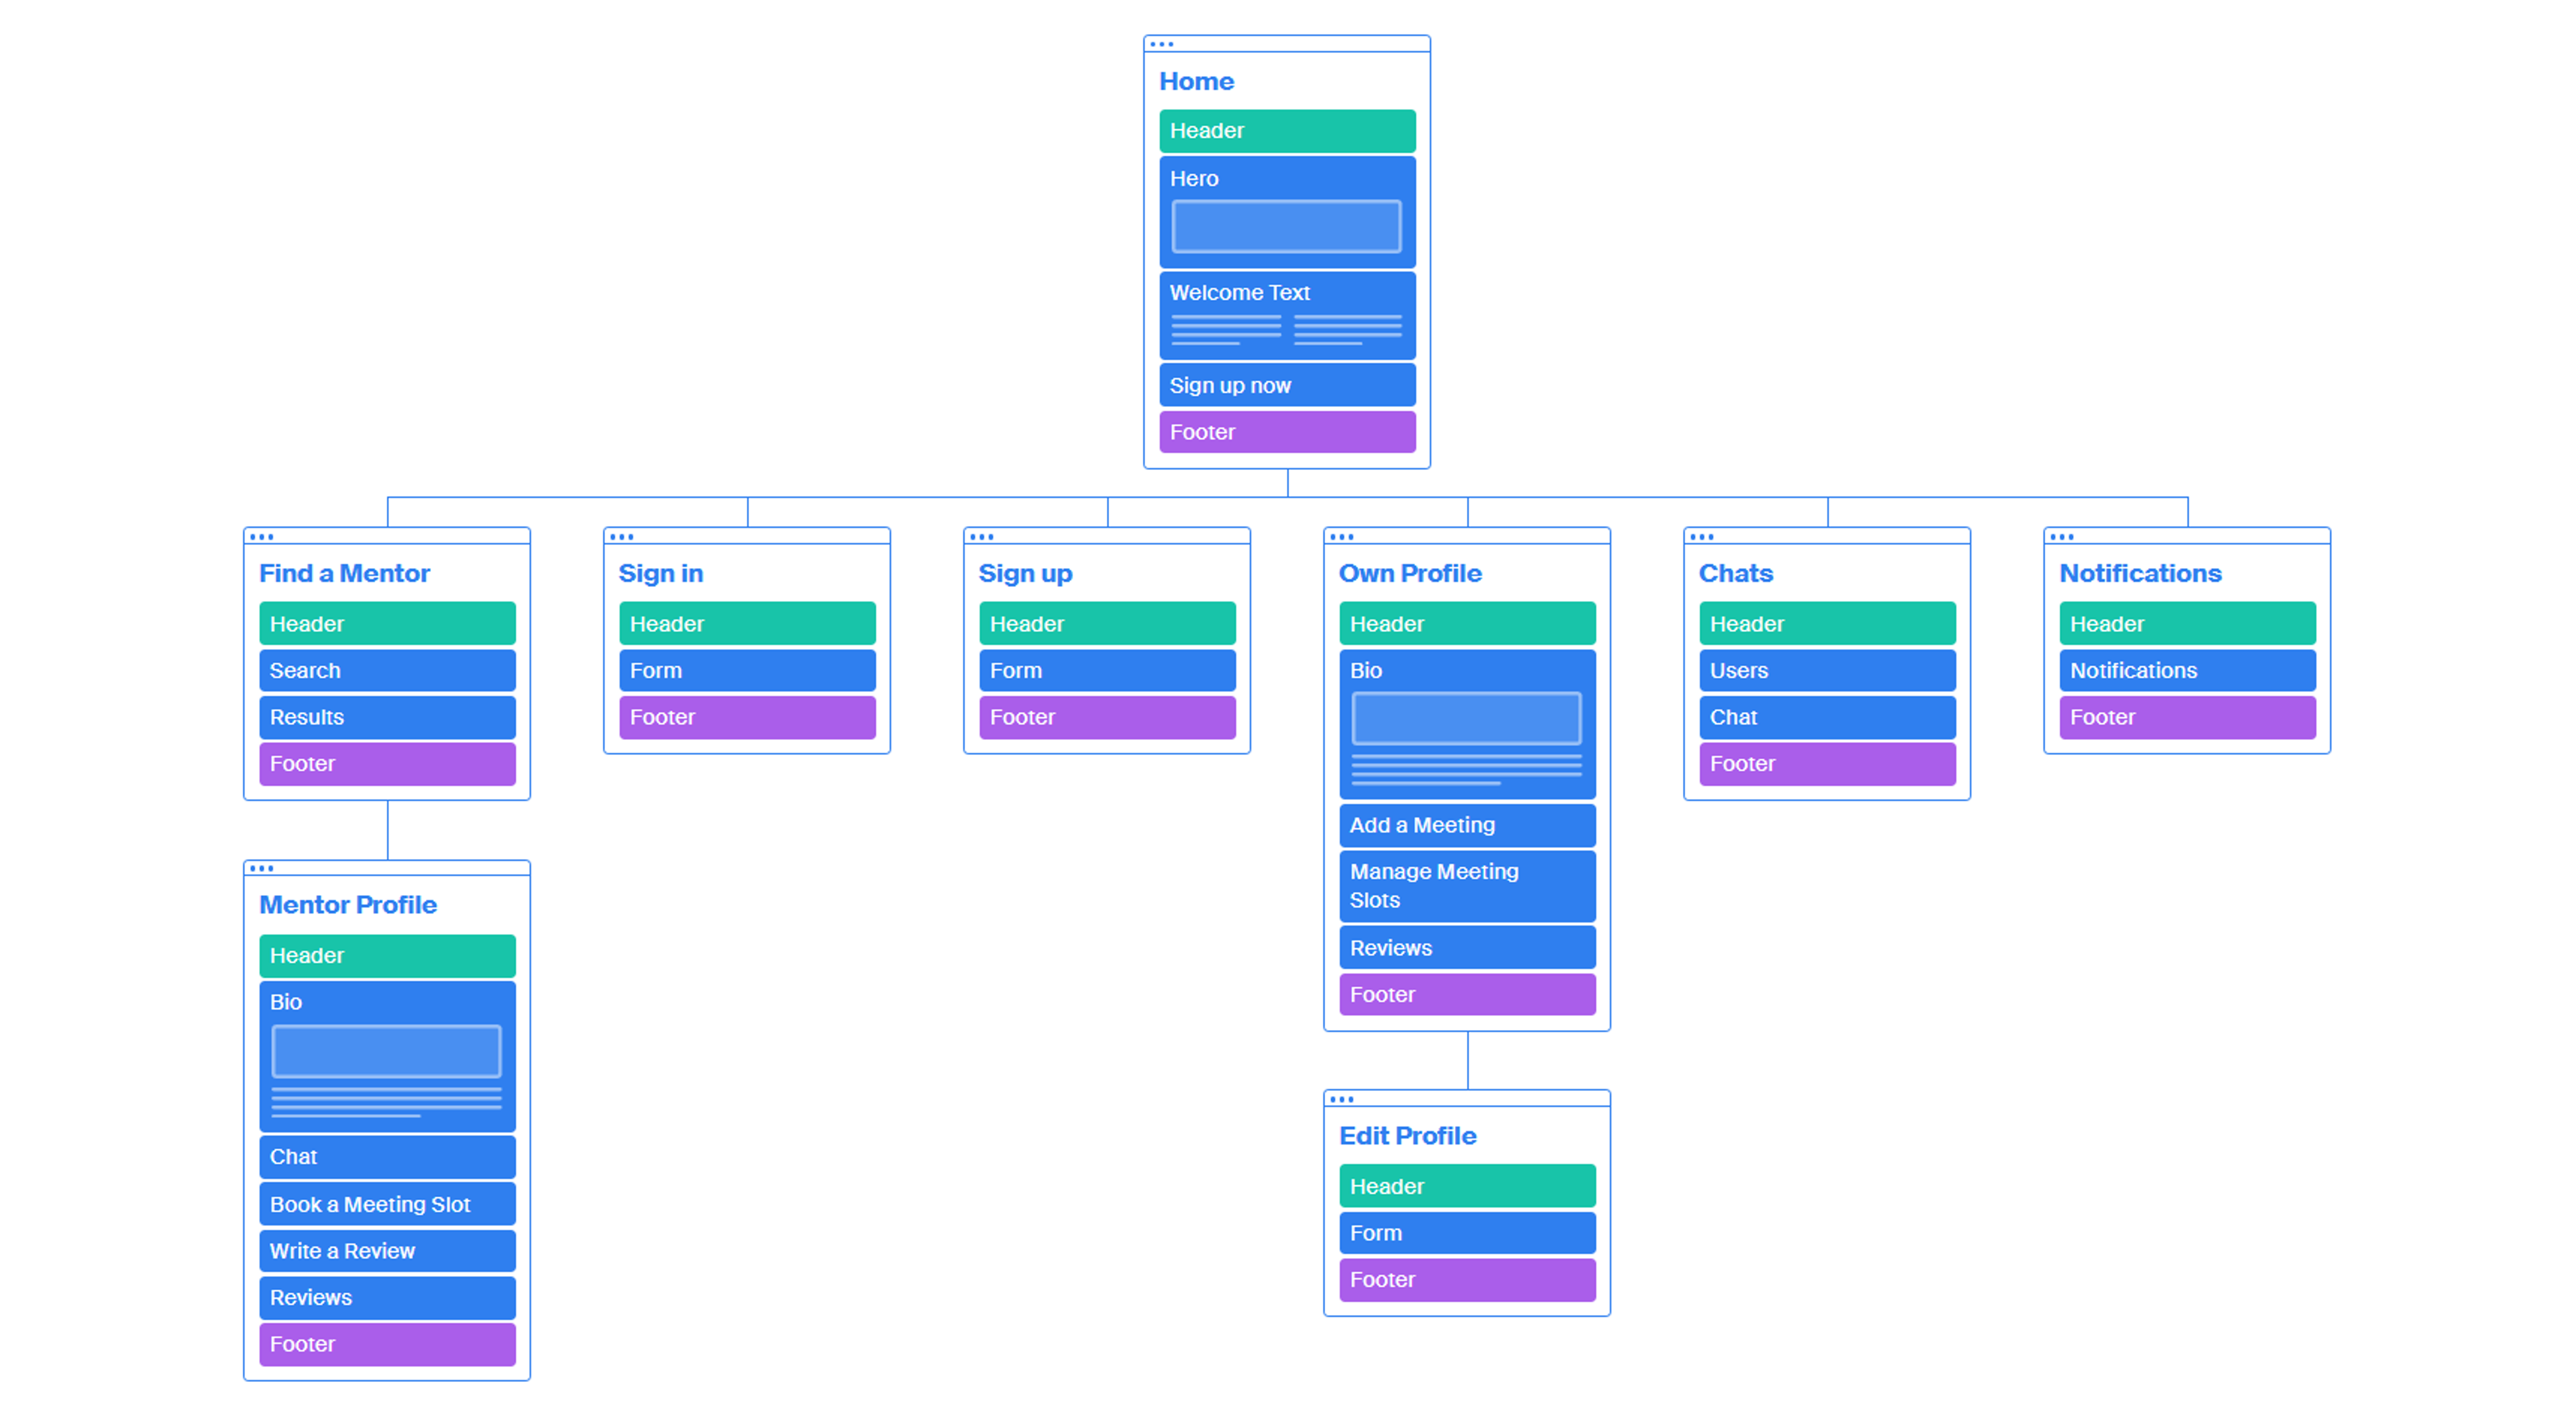 Home
Header
Hero
Welcome Text
Sign up now
Footer
Find a Mentor
Header
Search
Results
Footer
Sign in
Header
Form
Footer
Sign up
Header
Form
Footer
Own Profile
Header
Bio
Add a Meeting
Manage Meeting
Slots
Reviews
Footer
Chats
Header
Users
Chat
Footer
Notifications
Header
Notifications
Footer
Mentor Profile
Header
Bio
Chat
Book a Meeting Slot
Write a Review
Reviews
Footer
Edit Profile
Header
Form
Footer